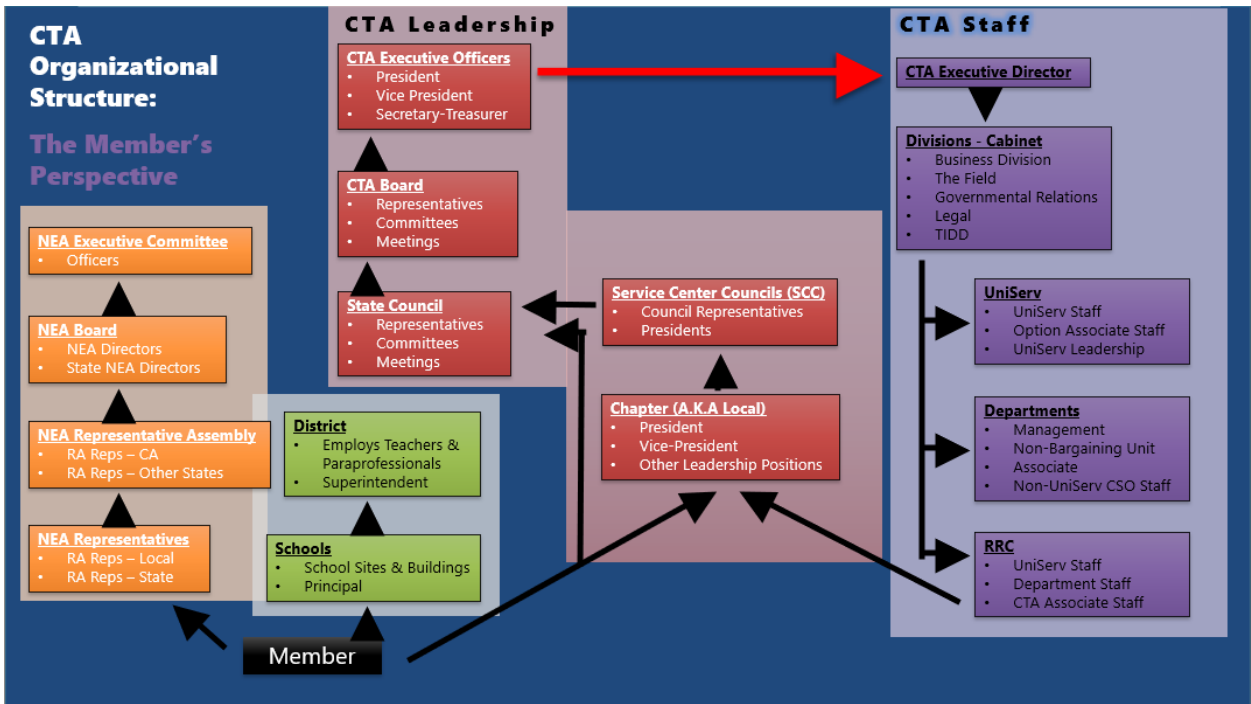 CTA
Organizational
Structure:
The Member's
Perspective
CTA Leadership
CTA Executive Officers
• President
• Vice President
• Secretary-Treasurer
CTA Board
• Representatives
• Committees
• Meetings
State Council
• Representatives
• Committees
• Meetings
NEA Executive Committee
• Officers
NEA Board
• NEA Directors
• State NEA Directors
NEA Representative Assembly
• RA Reps – CA
• RA Reps – Other States
NEA Representatives
• RA Reps – Local
• RA Reps – State
District
• Employs Teachers &
Paraprofessionals
• Superintendent
Schools
• School Sites & Buildings
• Principal
Member
Service Center Councils (SCC)
• Council Representatives
• Presidents
Chapter (A.K.A Local)
• President
• Vice-President
• Other Leadership Positions
CTA Staff
CTA Executive Director
Divisions - Cabinet
• Business Division
• The Field
• Governmental Relations
• Legal
• TIDD
UniServ
• UniServ Staff
• Option Associate Staff
• UniServ Leadership
Departments
• Management
• Non-Bargaining Unit
• Associate
• Non-UniServ CSO Staff
RRC
• UniServ Staff
• Department Staff
• CTA Associate Staff